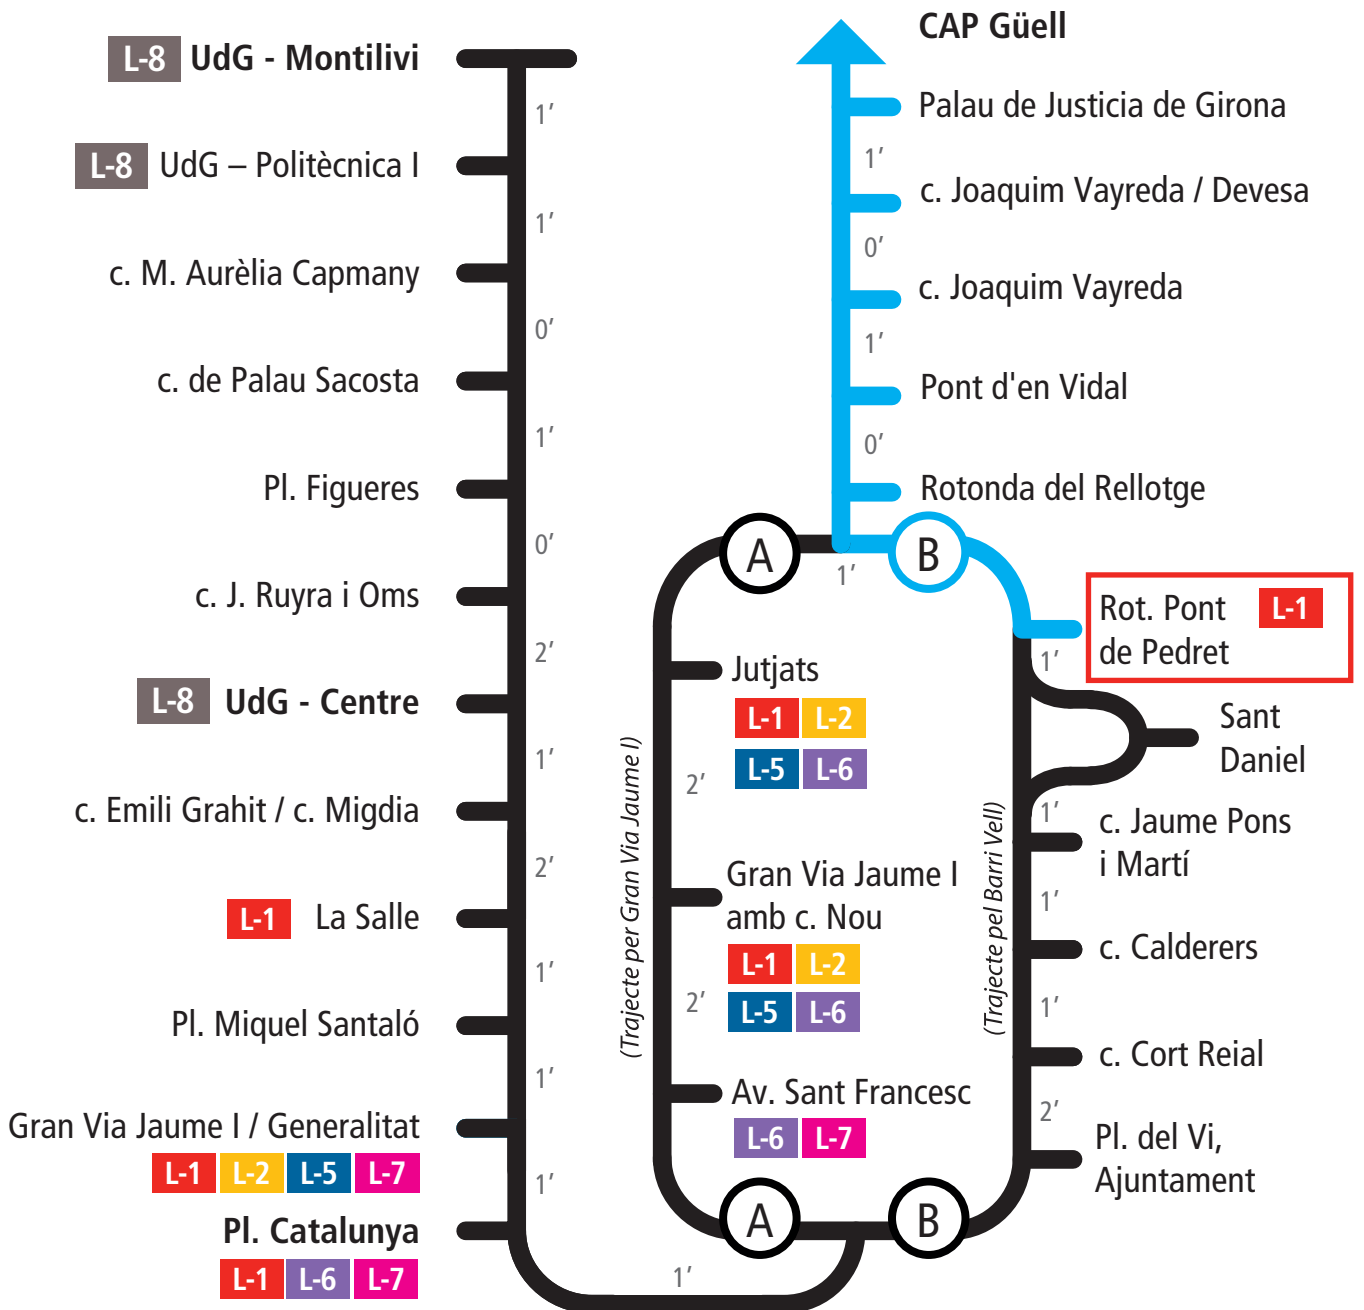 L-8 UdG - Montilivi
1’
L-8 UdG – Politècnica I
1’
c. M. Aurèlia Capmany
0’
c. de Palau Sacosta
1’
Pl. Figueres
0’
c. J. Ruyra i Oms
2’
L-8 UdG - Centre
1’
c. Emili Grahit / c. Migdia
2’
L-1 La Salle
1’
Pl. Miquel Santaló
1’
Gran Via Jaume I / Generalitat
L-1 L-2 L-5 L-7
1’
Pl. Catalunya
L-1 L-6 L-7
1’
CAP Güell
Palau de Justicia de Girona
1’
c. Joaquim Vayreda / Devesa
0’
c. Joaquim Vayreda
1’
Pont d'en Vidal
0’
Rotonda del Rellotge
A
1’
B
(Trajecte per Gran Via Jaume I)
Jutjats
L-1 L-2
L-5 L-6
2’
Gran Via Jaume I
amb c. Nou
L-1 L-2
L-5 L-6
2’
Av. Sant Francesc
L-6 L-7
A
B
(Trajecte pel Barri Vell)
Rot. Pont L-1
de Pedret
1’
Sant
Daniel
1’
c. Jaume Pons
i Martí
1’
c. Calderers
1’
c. Cort Reial
2’
Pl. del Vi,
Ajuntament